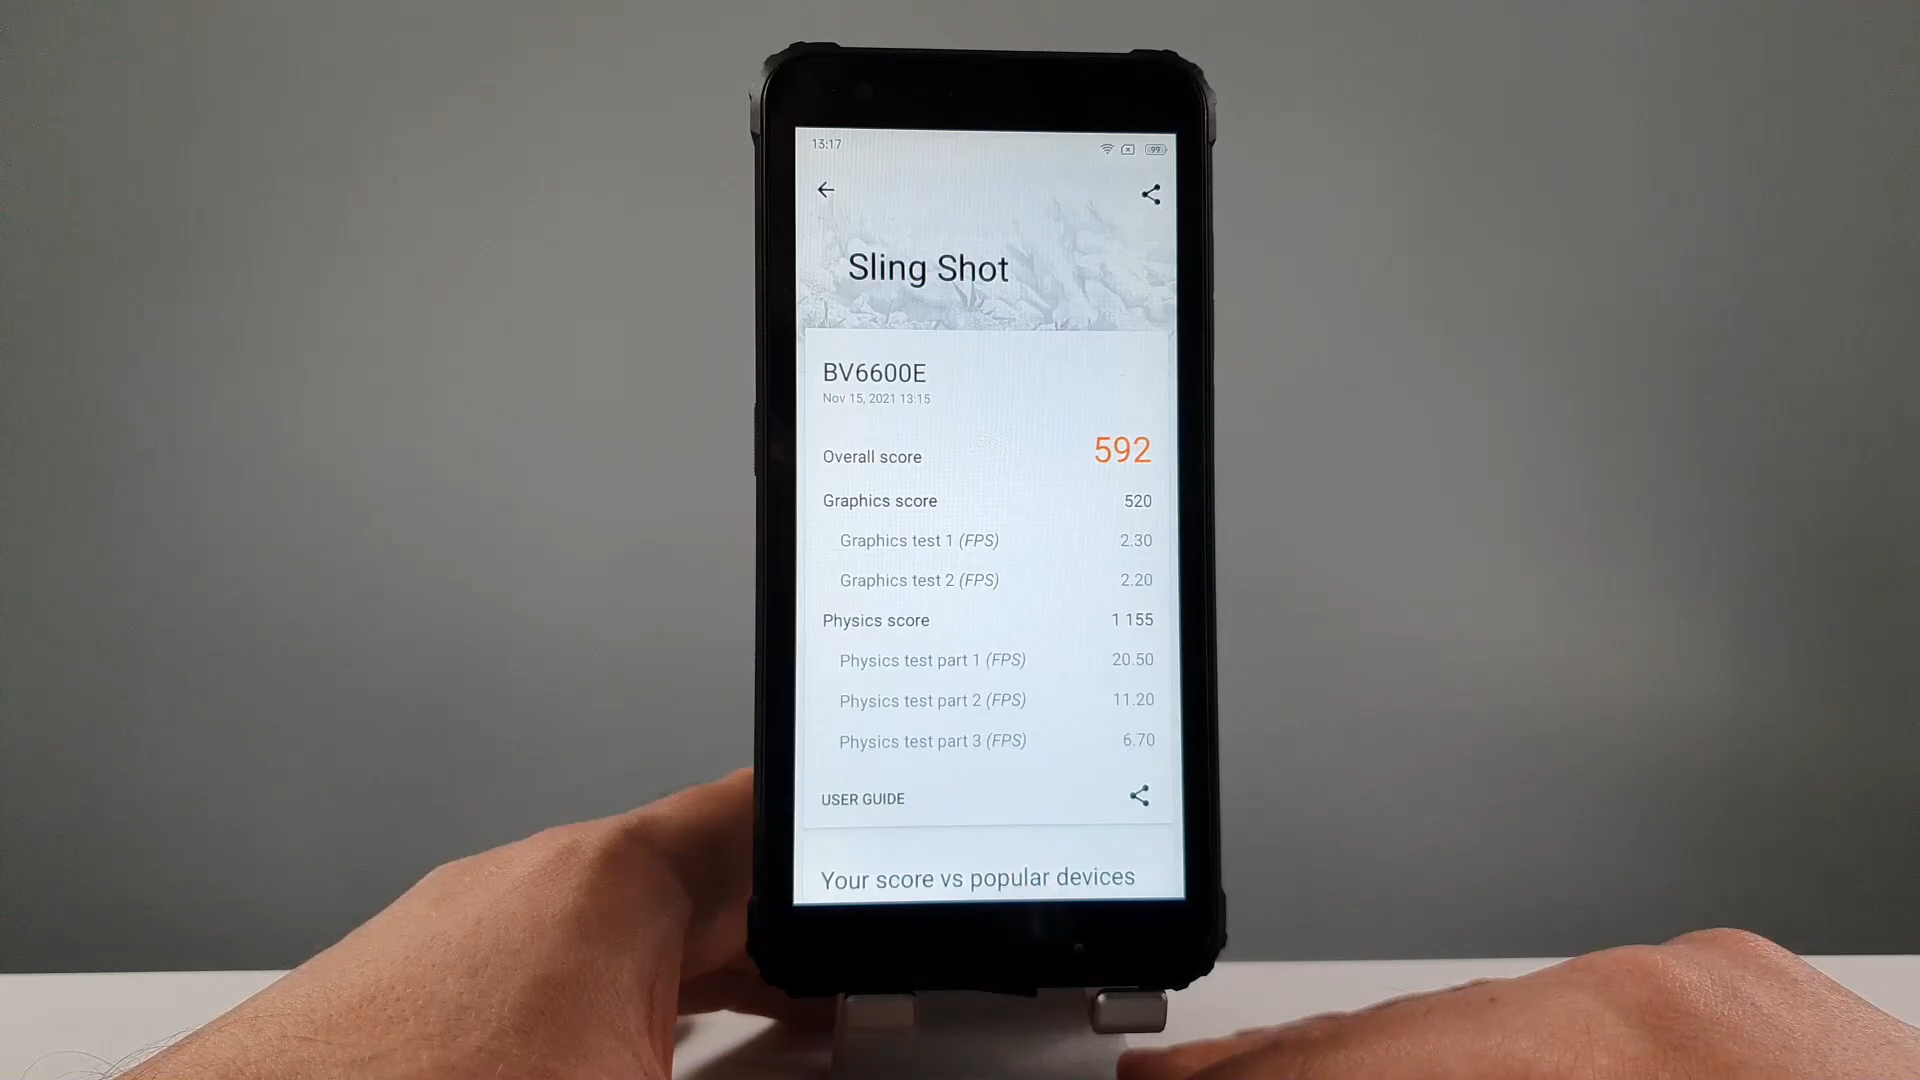 13:17
99
Sling Shot
BV6600E
Nov 15, 2021 13:15
Overall score 592
Graphics score 520
Graphics test 1 (FPS) 2.30
Graphics test 2 (FPS) 2.20
Physics score 1 155
Physics test part 1 (FPS) 20.50
Physics test part 2 (FPS) 11.20
Physics test part 3 (FPS) 6.70
USER GUIDE
Your score vs popular devices